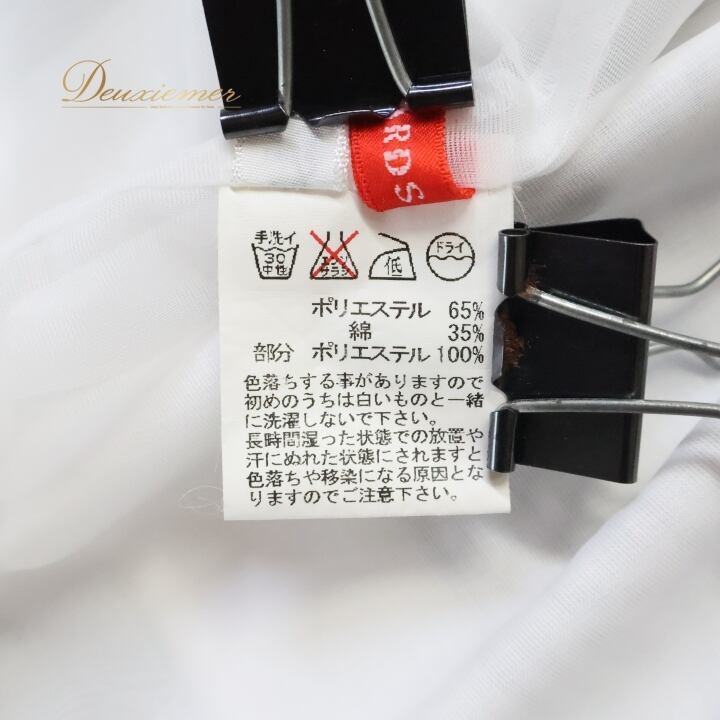 Deuxiemer
ARDS
手洗イ
30
中性
エンソ
サラシ
低
ドライ
ポリエステル 65%
綿 35%
部分 ポリエステル 100%
色落ちする事がありますので
初めのうちは白いものと一緒
に洗濯しないで下さい。
長時間湿った状態での放置や
汗にぬれた状態にされますと
色落ちや移染になる原因とな
りますのでご注意下さい。